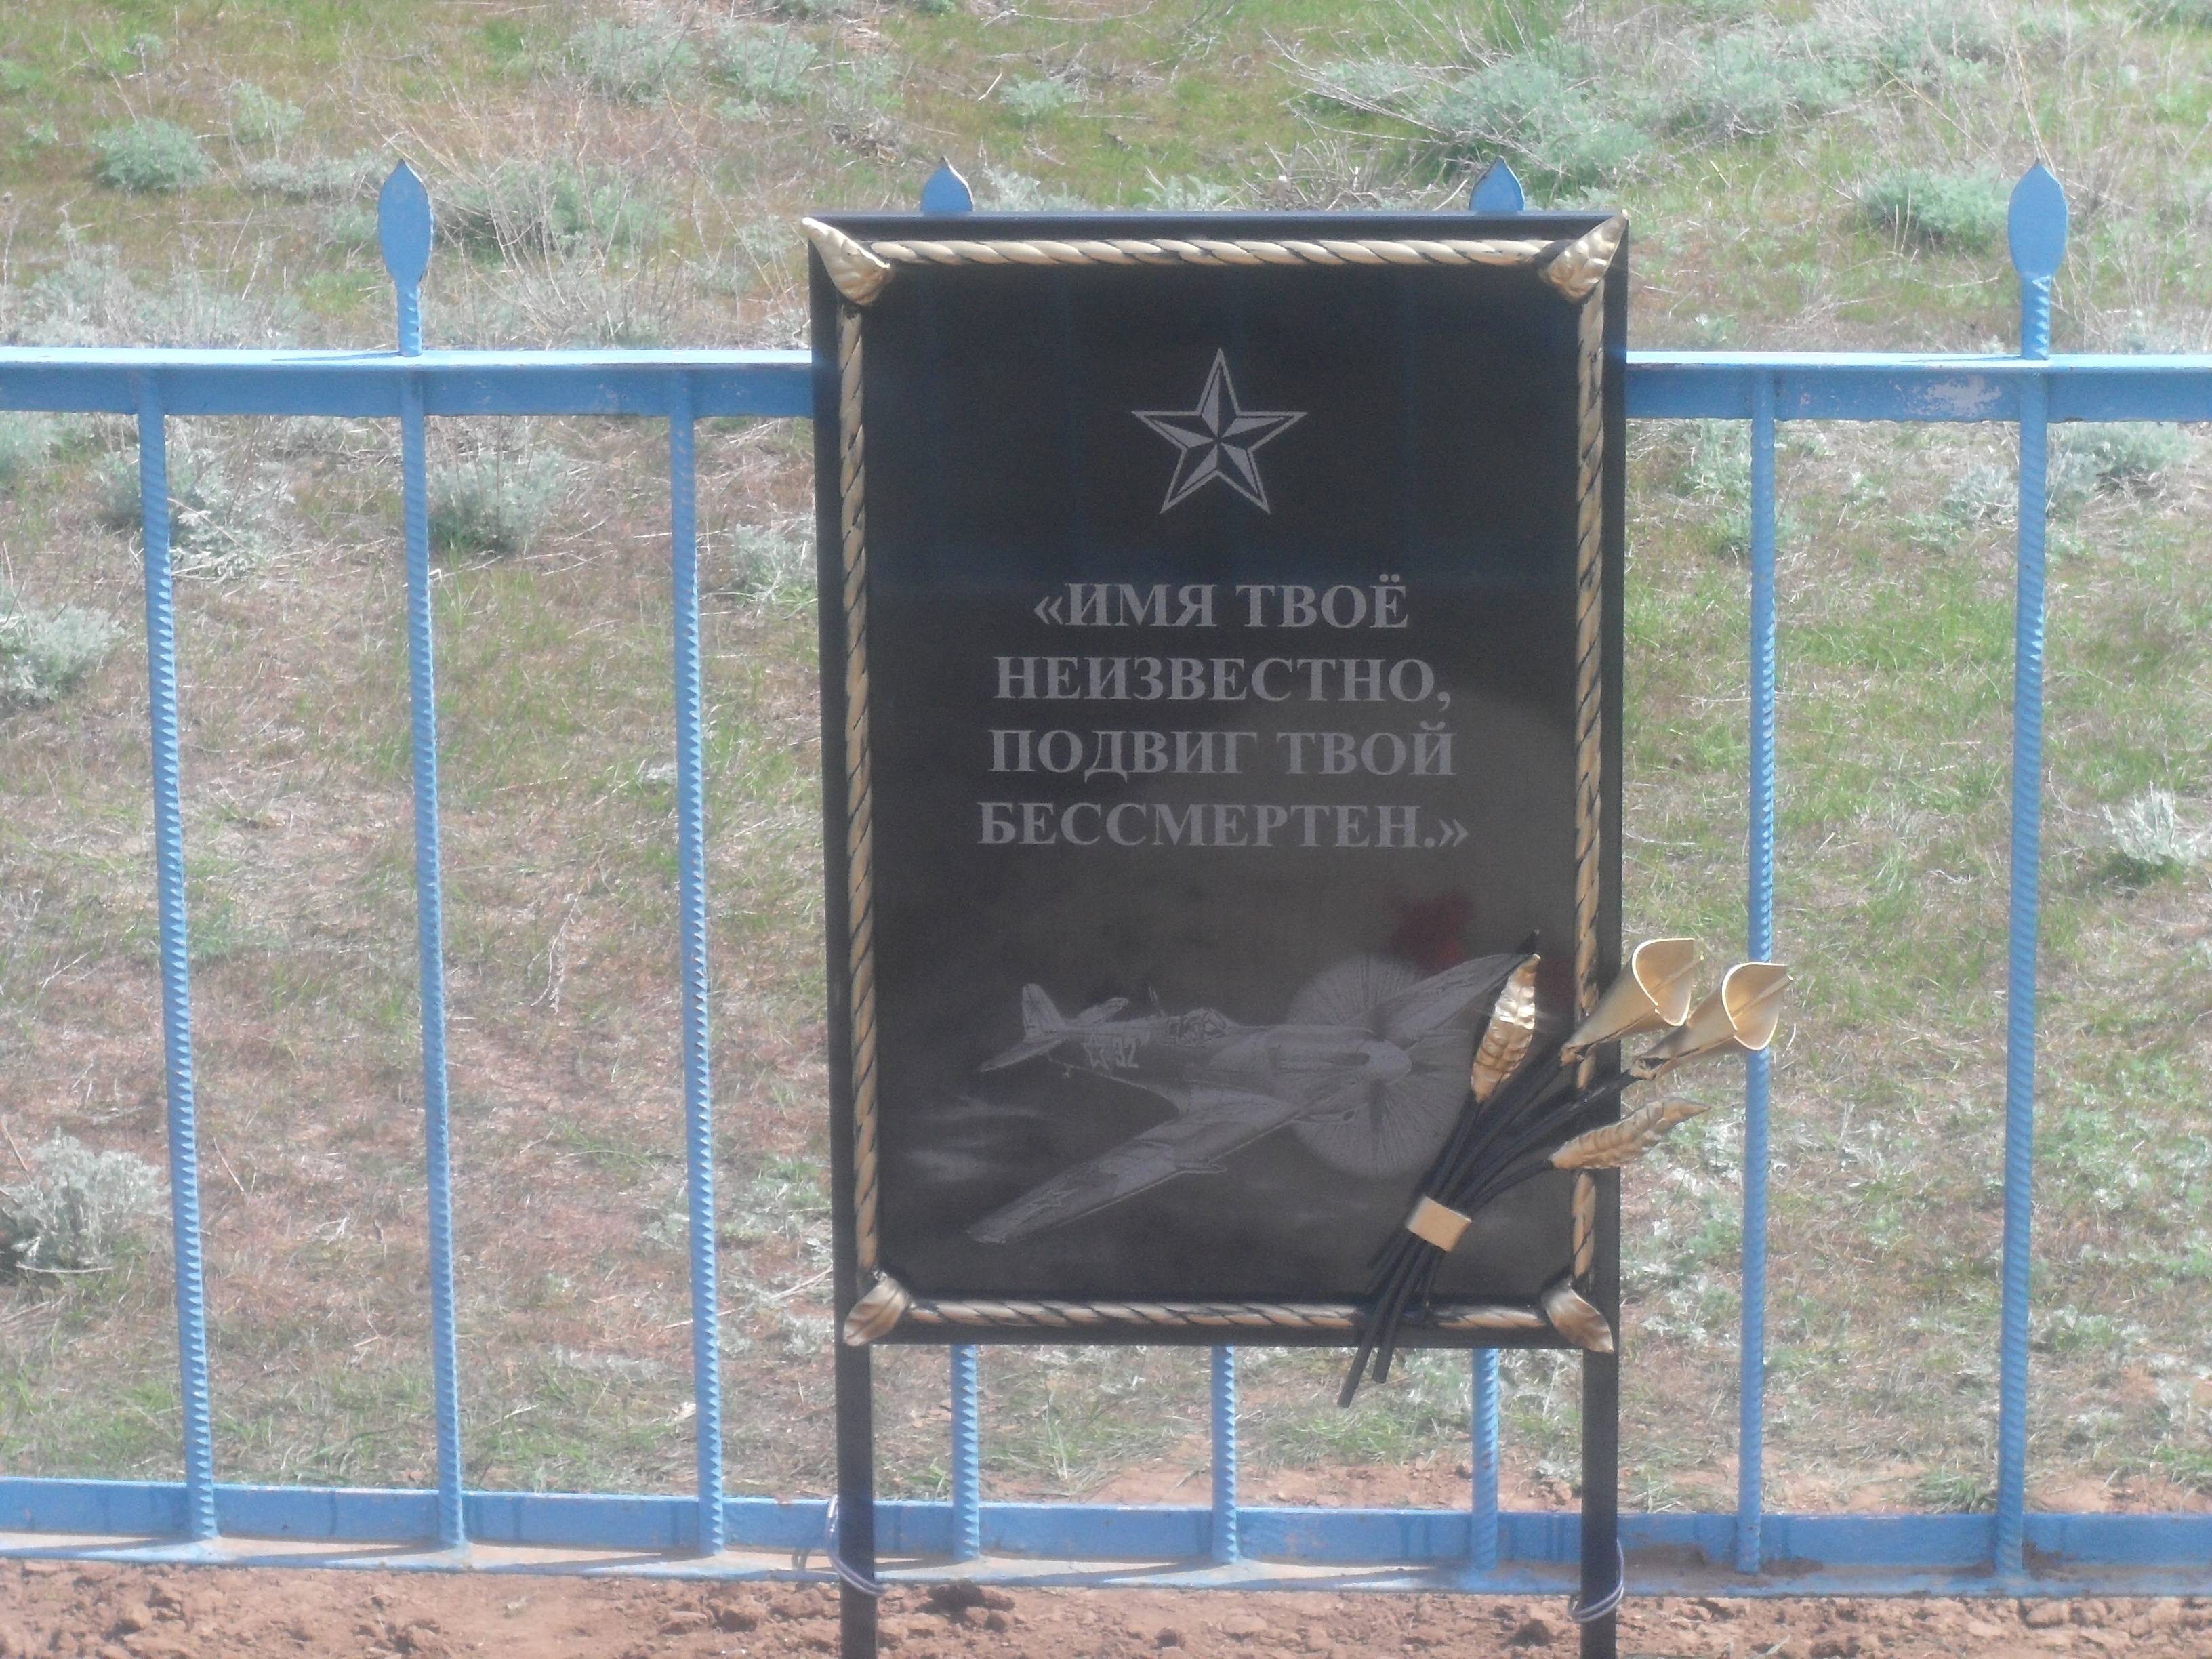 «ИМЯ ТВОЁ
НЕИЗВЕСТНО,
ПОДВИГ ТВОЙ
БЕССМЕРТЕН.»